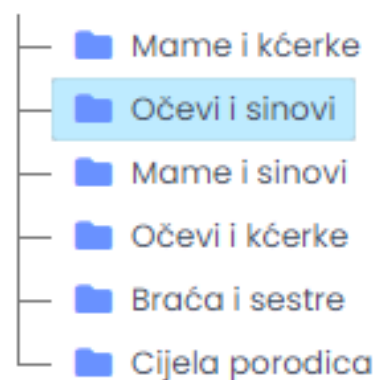 Mame i kćerke
Očevi i sinovi
Mame i sinovi
Očevi i kćerke
Braća i sestre
Cijela porodica